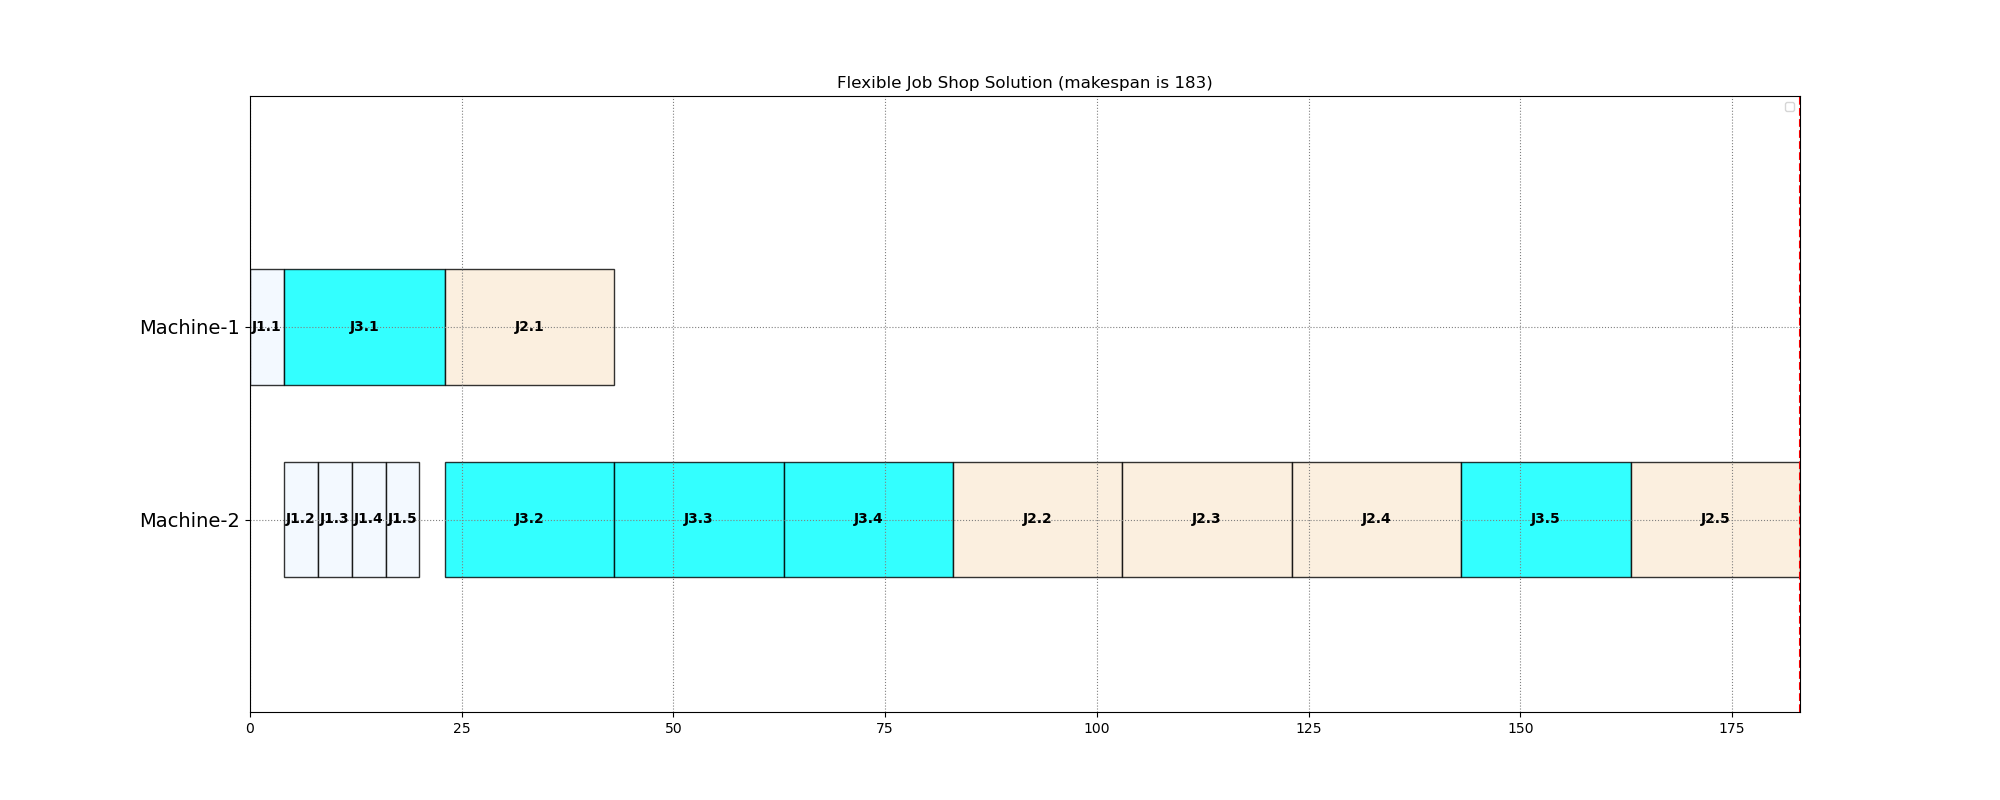 Flexible Job Shop Solution (makespan is 183)
Machine-1
J1.1 J3.1 J2.1
Machine-2
J1.2 J1.3 J1.4 J1.5 J3.2 J3.3 J3.4 J2.2 J2.3 J2.4 J3.5 J2.5
0 25 50 75 100 125 150 175